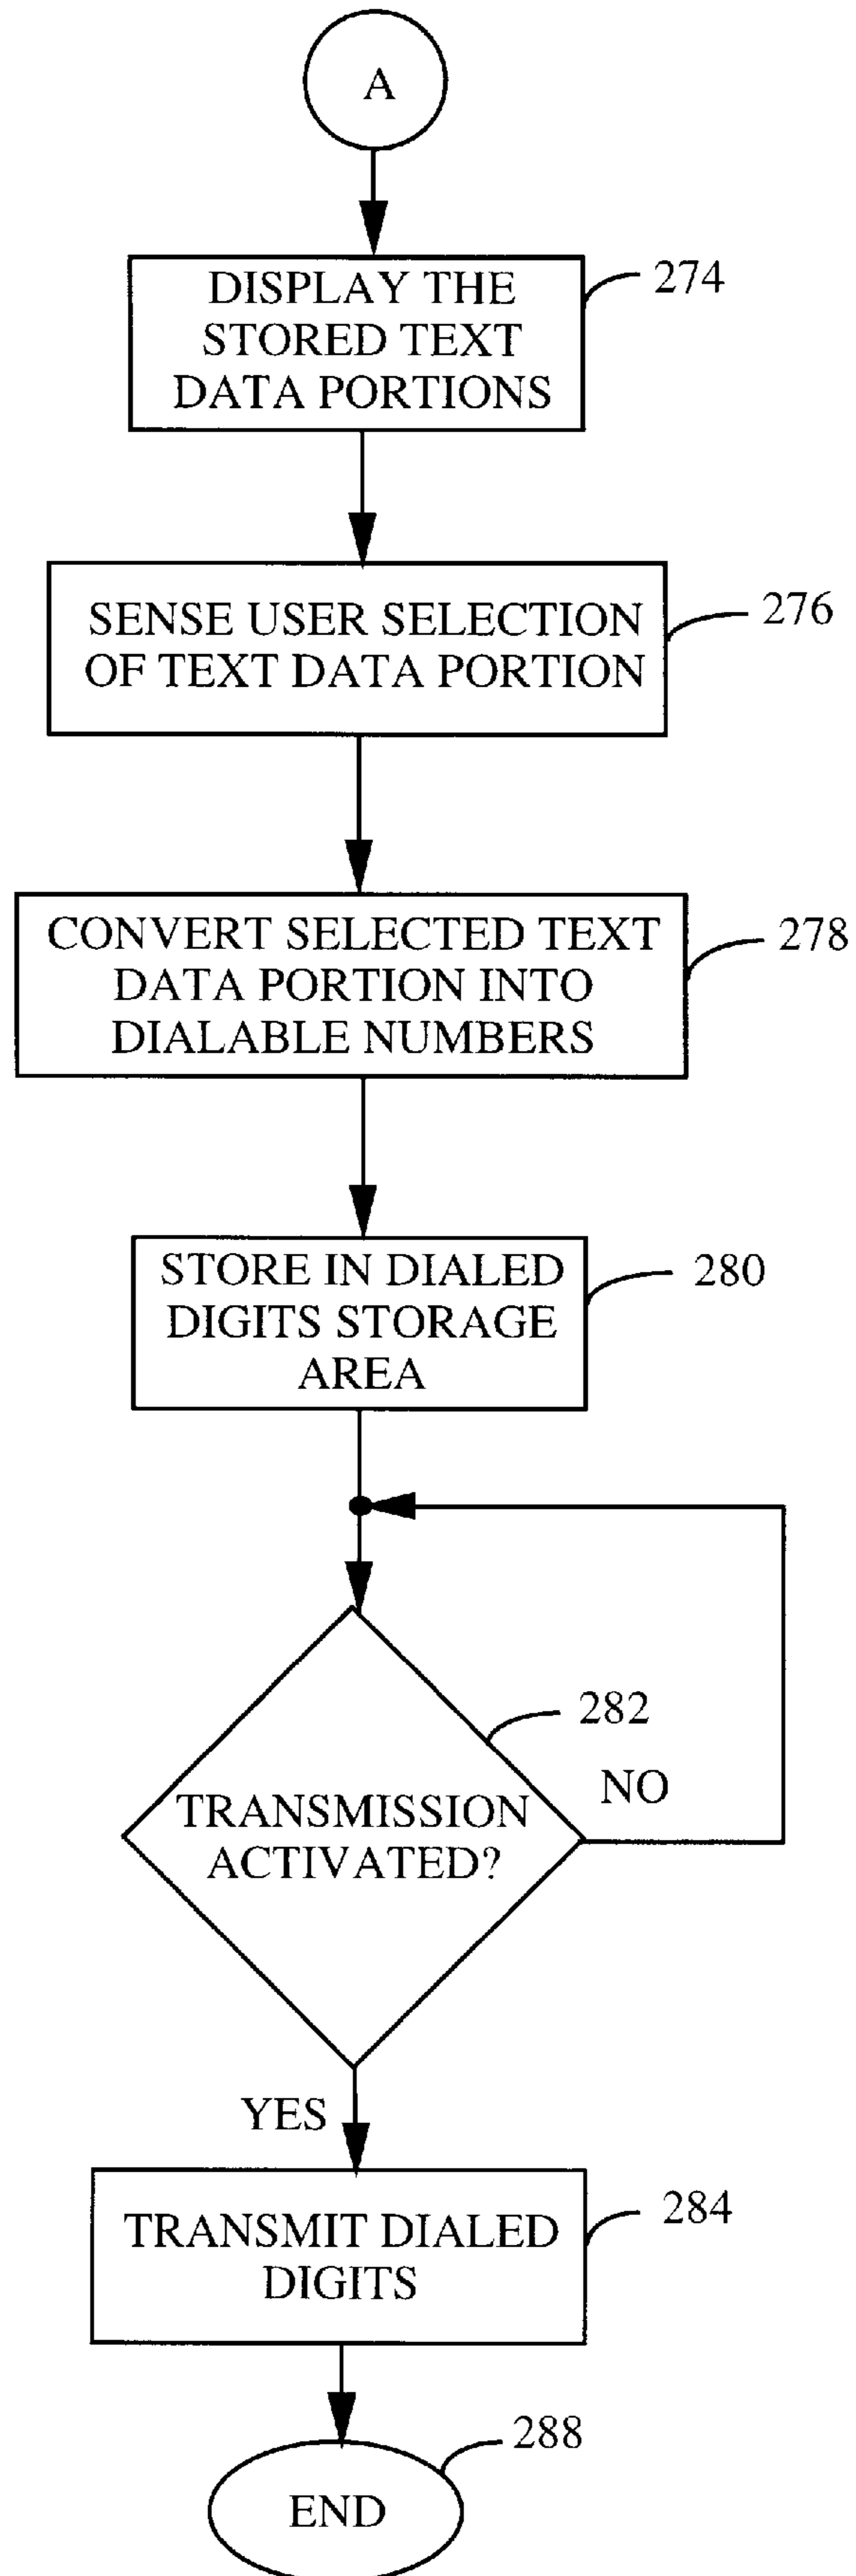 A
DISPLAY THE
STORED TEXT
DATA PORTIONS
274
SENSE USER SELECTION
OF TEXT DATA PORTION
276
CONVERT SELECTED TEXT
DATA PORTION INTO
DIALABLE NUMBERS
278
STORE IN DIALED
DIGITS STORAGE
AREA
280
282
TRANSMISSION
ACTIVATED?
NO
YES
TRANSMIT DIALED
DIGITS
284
288
END